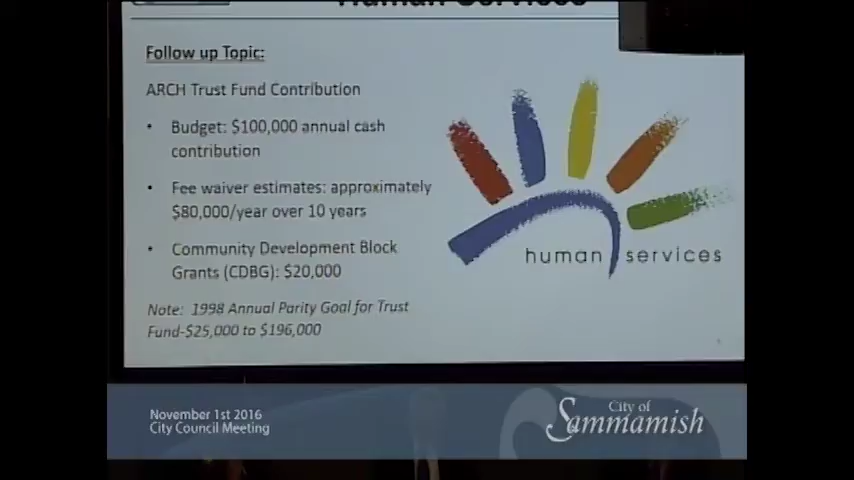 Human Services
Follow up Topic:
ARCH Trust Fund Contribution
• Budget: $100,000 annual cash
contribution
• Fee waiver estimates: approximately
$80,000/year over 10 years
• Community Development Block
Grants (CDBG): $20,000
Note: 1998 Annual Parity Goal for Trust
Fund-$25,000 to $196,000
human services
November 1st 2016
City Council Meeting
City of
Sammamish